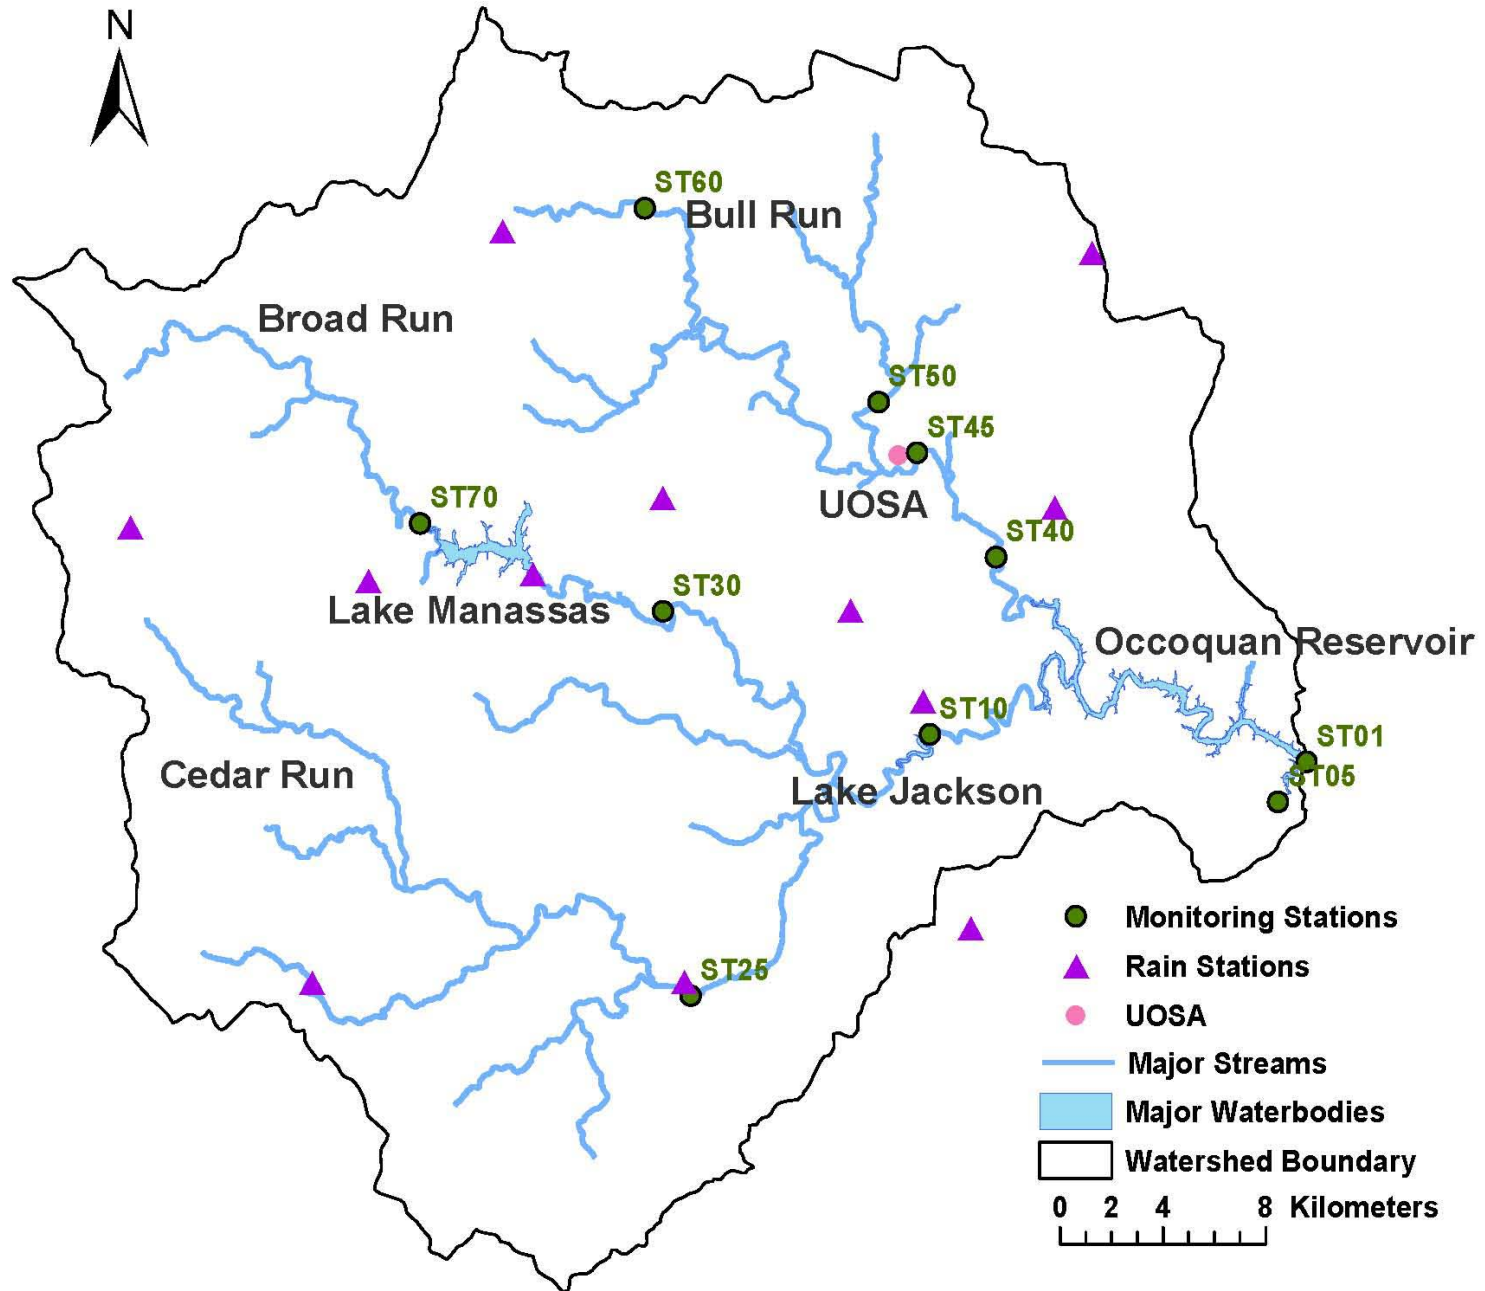 N
ST60
Bull Run
Broad Run
ST50
ST45
ST70
UOSA
ST40
ST30
Lake Manassas
Occoquan Reservoir
ST10
ST01
ST05
Cedar Run
Lake Jackson
ST25
Monitoring Stations
Rain Stations
UOSA
Major Streams
Major Waterbodies
Watershed Boundary
0 2 4 8 Kilometers